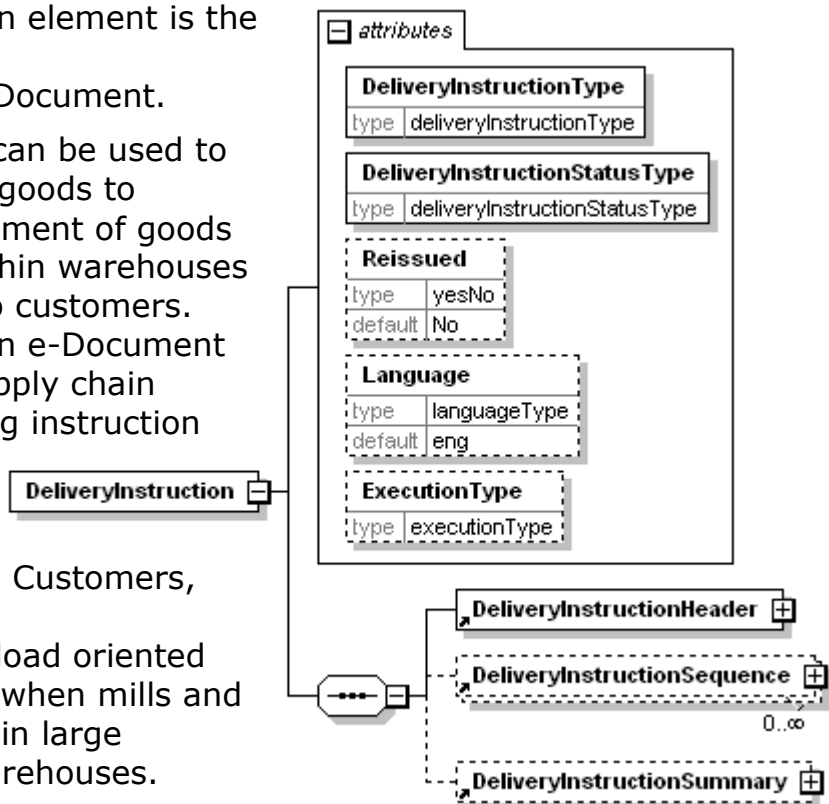 n element is the
Document.
can be used to
goods to
ment of goods
hin warehouses
o customers.
n e-Document
pply chain
g instruction
Customers,
load oriented
when mills and
in large
rehouses.
attributes
DeliveryInstructionType
type deliveryInstructionType
DeliveryInstructionStatusType
type deliveryInstructionStatusType
Reissued
type yesNo
default No
Language
type languageType
default eng
ExecutionType
type executionType
DeliveryInstruction
DeliveryInstructionHeader
DeliveryInstructionSequence
0..∞
DeliveryInstructionSummary